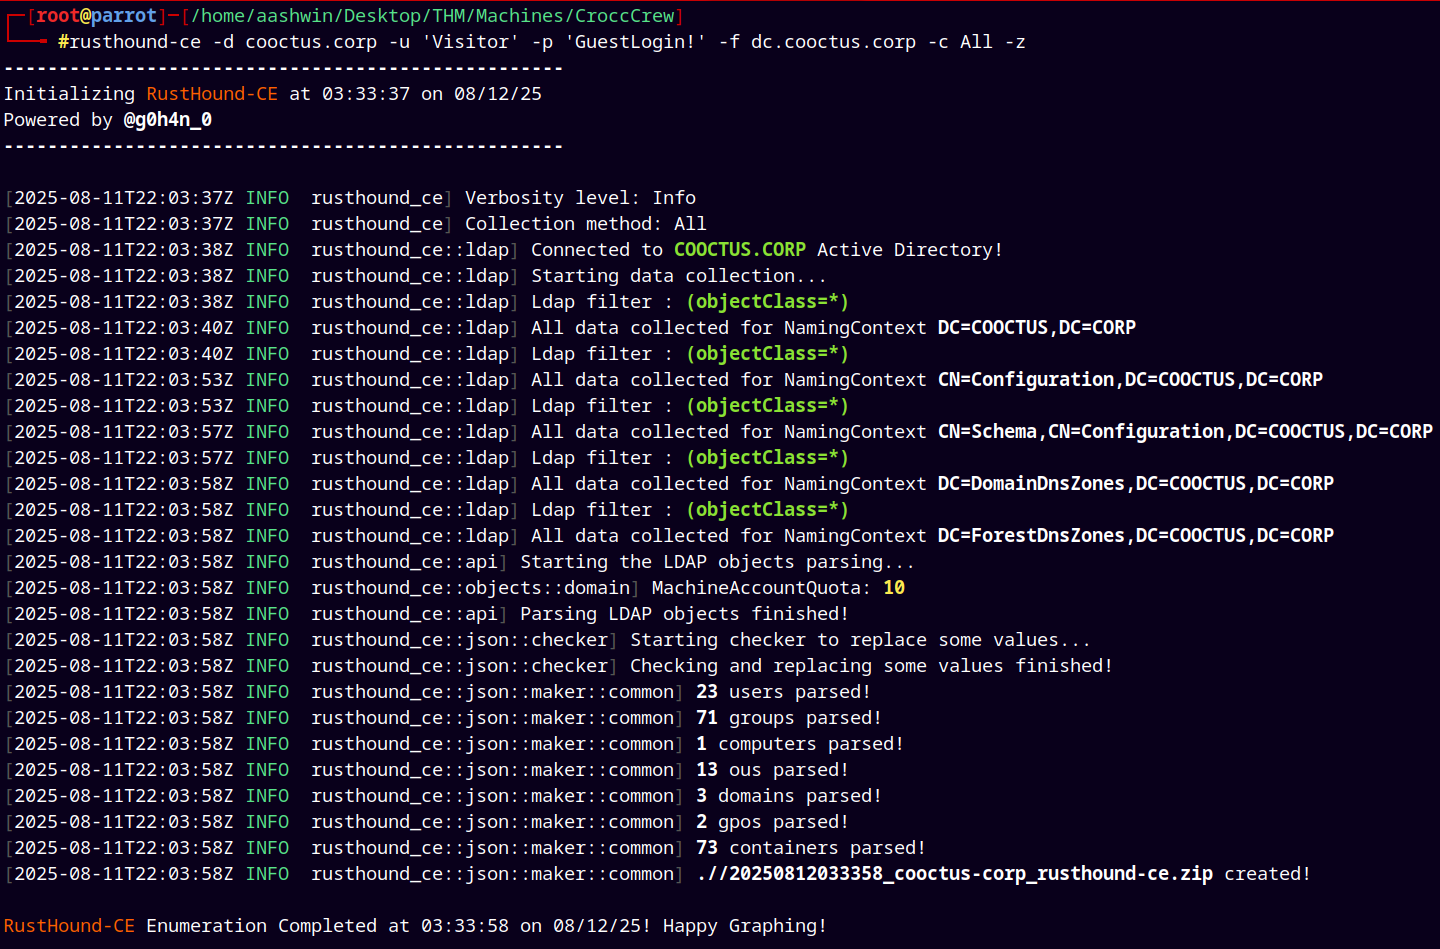 ┌─[root@parrot]─[/home/aashwin/Desktop/THM/Machines/CroccCrew]
└──╼ #rusthound-ce -d cooctus.corp -u 'Visitor' -p 'GuestLogin!' -f dc.cooctus.corp -c All -z
---------------------------------------------------
Initializing RustHound-CE at 03:33:37 on 08/12/25
Powered by @g0h4n_0
---------------------------------------------------
[2025-08-11T22:03:37Z INFO  rusthound_ce] Verbosity level: Info
[2025-08-11T22:03:37Z INFO  rusthound_ce] Collection method: All
[2025-08-11T22:03:38Z INFO  rusthound_ce::ldap] Connected to COOCTUS.CORP Active Directory!
[2025-08-11T22:03:38Z INFO  rusthound_ce::ldap] Starting data collection...
[2025-08-11T22:03:38Z INFO  rusthound_ce::ldap] Ldap filter : (objectClass=*)
[2025-08-11T22:03:40Z INFO  rusthound_ce::ldap] All data collected for NamingContext DC=COOCTUS,DC=CORP
[2025-08-11T22:03:40Z INFO  rusthound_ce::ldap] Ldap filter : (objectClass=*)
[2025-08-11T22:03:53Z INFO  rusthound_ce::ldap] All data collected for NamingContext CN=Configuration,DC=COOCTUS,DC=CORP
[2025-08-11T22:03:53Z INFO  rusthound_ce::ldap] Ldap filter : (objectClass=*)
[2025-08-11T22:03:57Z INFO  rusthound_ce::ldap] All data collected for NamingContext CN=Schema,CN=Configuration,DC=COOCTUS,DC=CORP
[2025-08-11T22:03:57Z INFO  rusthound_ce::ldap] Ldap filter : (objectClass=*)
[2025-08-11T22:03:58Z INFO  rusthound_ce::ldap] All data collected for NamingContext DC=DomainDnsZones,DC=COOCTUS,DC=CORP
[2025-08-11T22:03:58Z INFO  rusthound_ce::ldap] Ldap filter : (objectClass=*)
[2025-08-11T22:03:58Z INFO  rusthound_ce::ldap] All data collected for NamingContext DC=ForestDnsZones,DC=COOCTUS,DC=CORP
[2025-08-11T22:03:58Z INFO  rusthound_ce::api] Starting the LDAP objects parsing...
[2025-08-11T22:03:58Z INFO  rusthound_ce::objects::domain] MachineAccountQuota: 10
[2025-08-11T22:03:58Z INFO  rusthound_ce::api] Parsing LDAP objects finished!
[2025-08-11T22:03:58Z INFO  rusthound_ce::json::checker] Starting checker to replace some values...
[2025-08-11T22:03:58Z INFO  rusthound_ce::json::checker] Checking and replacing some values finished!
[2025-08-11T22:03:58Z INFO  rusthound_ce::json::maker::common] 23 users parsed!
[2025-08-11T22:03:58Z INFO  rusthound_ce::json::maker::common] 71 groups parsed!
[2025-08-11T22:03:58Z INFO  rusthound_ce::json::maker::common] 1 computers parsed!
[2025-08-11T22:03:58Z INFO  rusthound_ce::json::maker::common] 13 ous parsed!
[2025-08-11T22:03:58Z INFO  rusthound_ce::json::maker::common] 3 domains parsed!
[2025-08-11T22:03:58Z INFO  rusthound_ce::json::maker::common] 2 gpos parsed!
[2025-08-11T22:03:58Z INFO  rusthound_ce::json::maker::common] 73 containers parsed!
[2025-08-11T22:03:58Z INFO  rusthound_ce::json::maker::common] .//20250812033358_cooctus-corp_rusthound-ce.zip created!
RustHound-CE Enumeration Completed at 03:33:58 on 08/12/25! Happy Graphing!